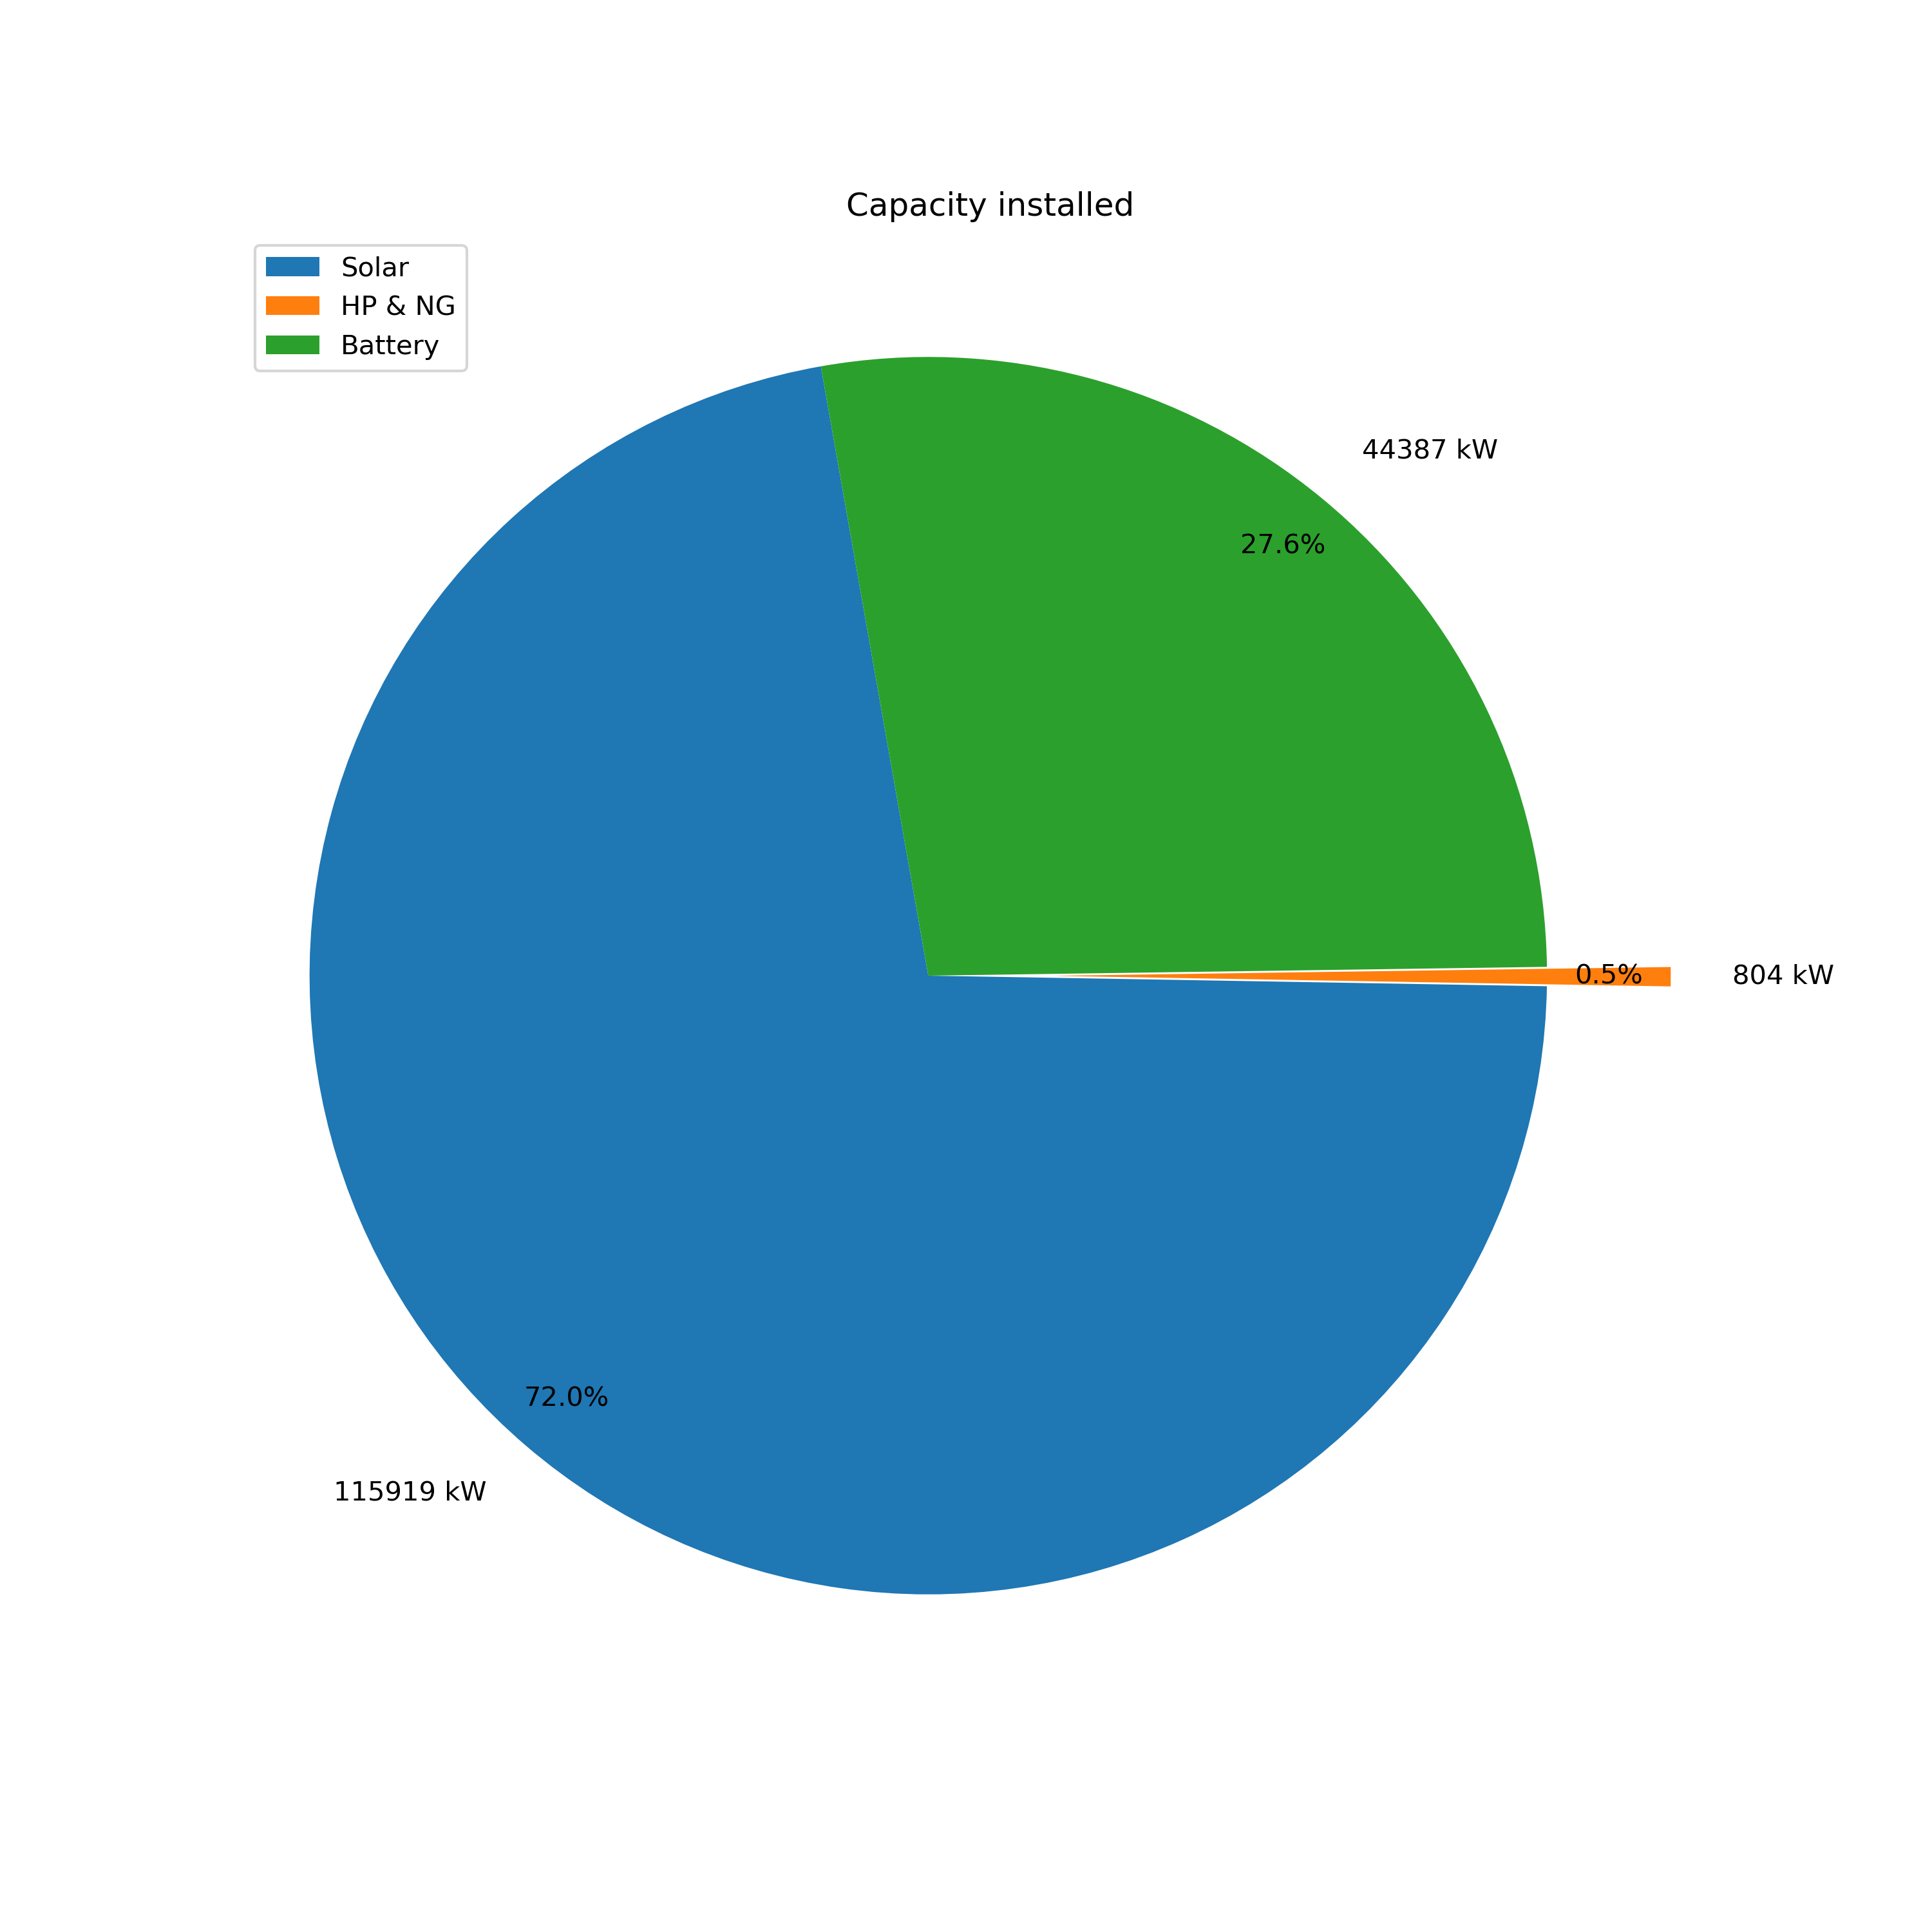 Capacity installed
Solar
HP & NG
Battery
44387 kW
27.6%
0.5%
804 kW
72.0%
115919 kW